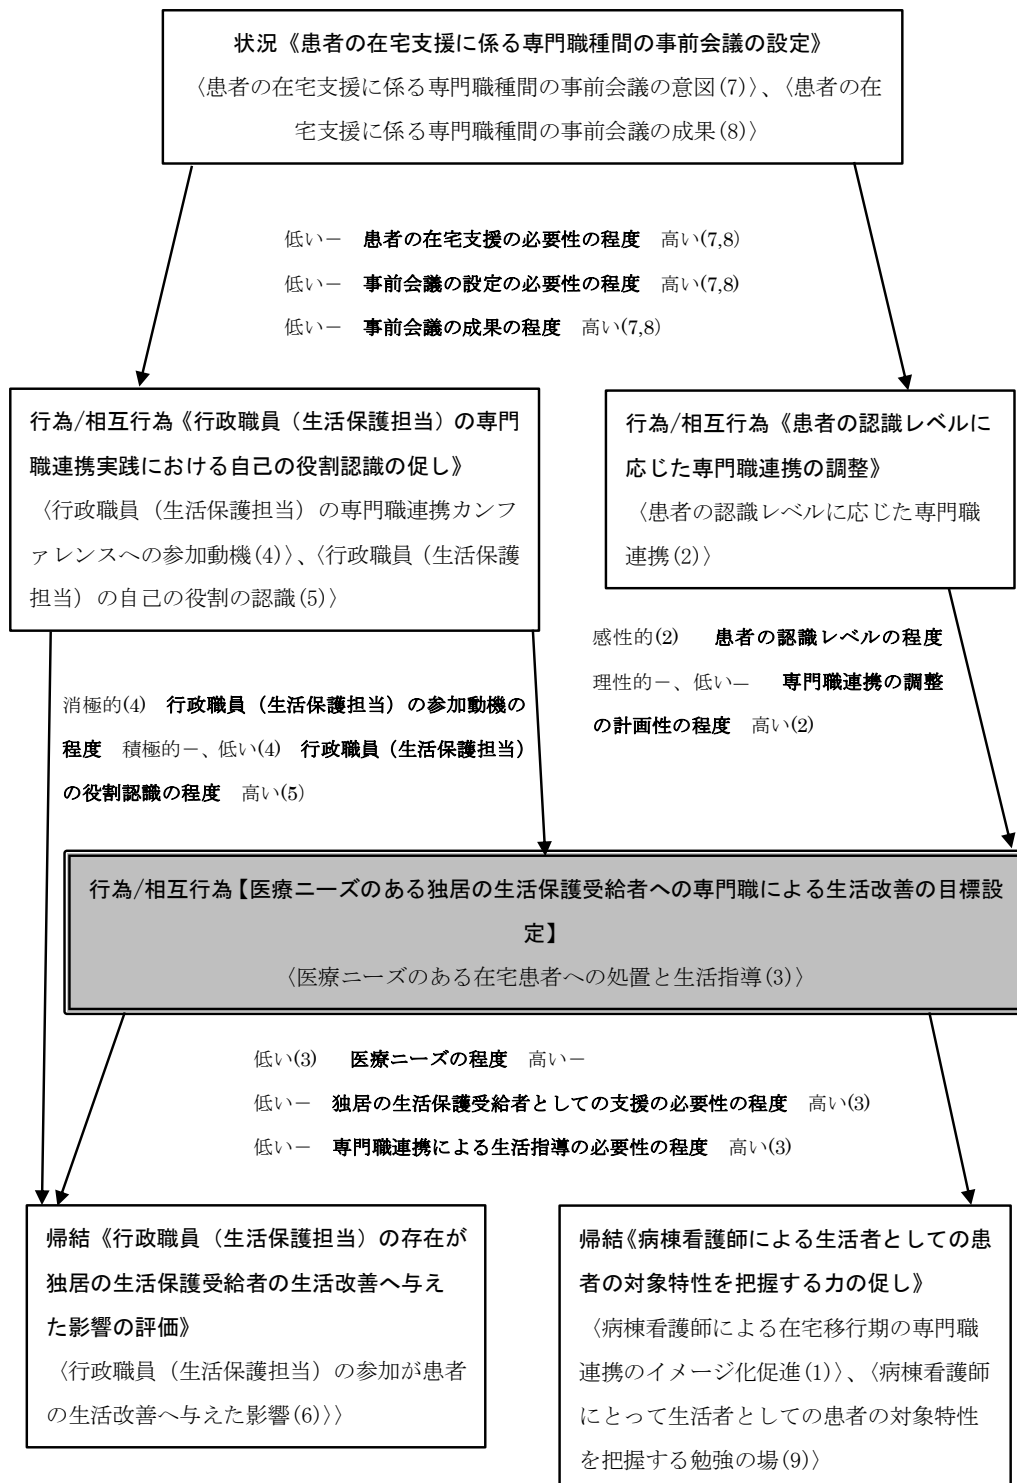 状況《患者の在宅支援に係る専門職種間の事前会議の設定》
〈患者の在宅支援に係る専門職種間の事前会議の意図(7)〉、〈患者の在
宅支援に係る専門職種間の事前会議の成果(8)〉
低い－　患者の在宅支援の必要性の程度　高い(7,8)
低い－　事前会議の設定の必要性の程度　高い(7,8)
低い－　事前会議の成果の程度　高い(7,8)
行為/相互行為《行政職員（生活保護担当）の専門
職連携実践における自己の役割認識の促し》
〈行政職員（生活保護担当）の専門職連携カンフ
ァレンスへの参加動機(4)〉、〈行政職員（生活保護
担当）の自己の役割の認識(5)〉
行為/相互行為《患者の認識レベルに
応じた専門職連携の調整》
〈患者の認識レベルに応じた専門職
連携(2)〉
消極的(4)　行政職員（生活保護担当）の参加動機の
程度　積極的－、低い(4)　行政職員（生活保護担当）
の役割認識の程度　高い(5)
感性的(2)　患者の認識レベルの程度
理性的－、低い―　専門職連携の調整
の計画性の程度　高い(2)
行為/相互行為【医療ニーズのある独居の生活保護受給者への専門職による生活改善の目標設
定】
〈医療ニーズのある在宅患者への処置と生活指導(3)〉
低い(3)　医療ニーズの程度　高い－
低い－　独居の生活保護受給者としての支援の必要性の程度　高い(3)
低い－　専門職連携による生活指導の必要性の程度　高い(3)
帰結《行政職員（生活保護担当）の存在が
独居の生活保護受給者の生活改善へ与え
た影響の評価》
〈行政職員（生活保護担当）の参加が患者
の生活改善へ与えた影響(6)〉〉
帰結《病棟看護師による生活者としての患
者の対象特性を把握する力の促し》
〈病棟看護師による在宅移行期の専門職
連携のイメージ化促進(1)〉、〈病棟看護師
にとって生活者としての患者の対象特性
を把握する勉強の場(9)〉